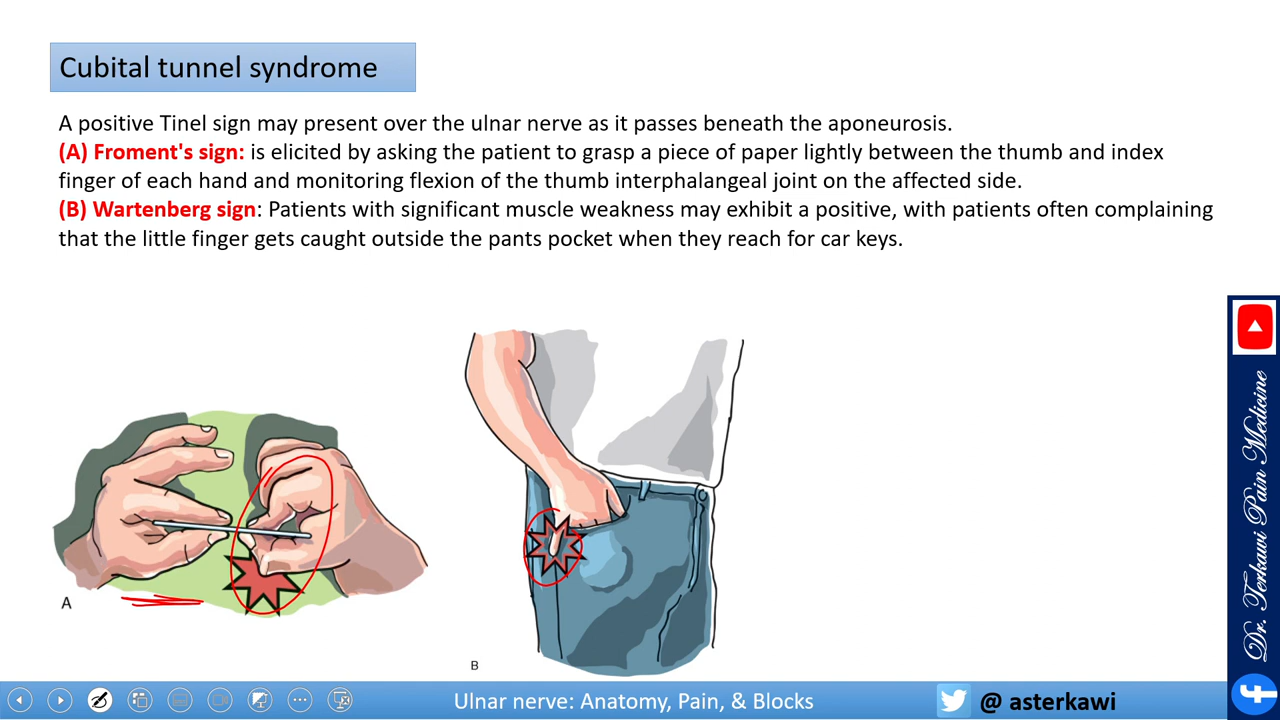 Cubital tunnel syndrome
A positive Tinel sign may present over the ulnar nerve as it passes beneath the aponeurosis.
(A) Froment's sign: is elicited by asking the patient to grasp a piece of paper lightly between the thumb and index
finger of each hand and monitoring flexion of the thumb interphalangeal joint on the affected side.
(B) Wartenberg sign: Patients with significant muscle weakness may exhibit a positive, with patients often complaining
that the little finger gets caught outside the pants pocket when they reach for car keys.
A
B
Dr. Terkawi Pain Medicine
Ulnar nerve: Anatomy, Pain, & Blocks
@ asterkawi